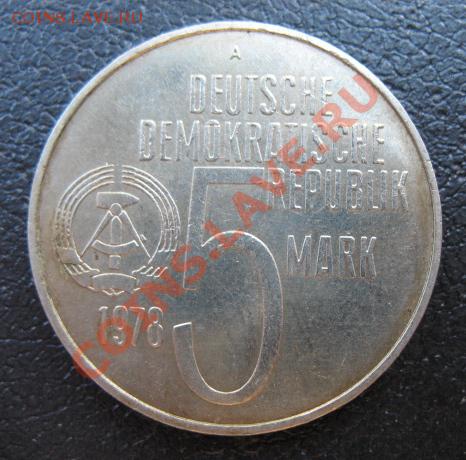 COINS.LAVE.RU
A
DEUTSCHE
DEMOKRATISCHE
REPUBLIK
5 MARK
1978
COINS.LAVE.RU